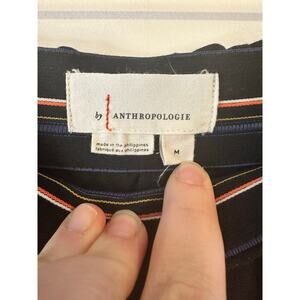 by ANTHROPOLOGIE
made in the philippines
fabriqué aux philippines
M